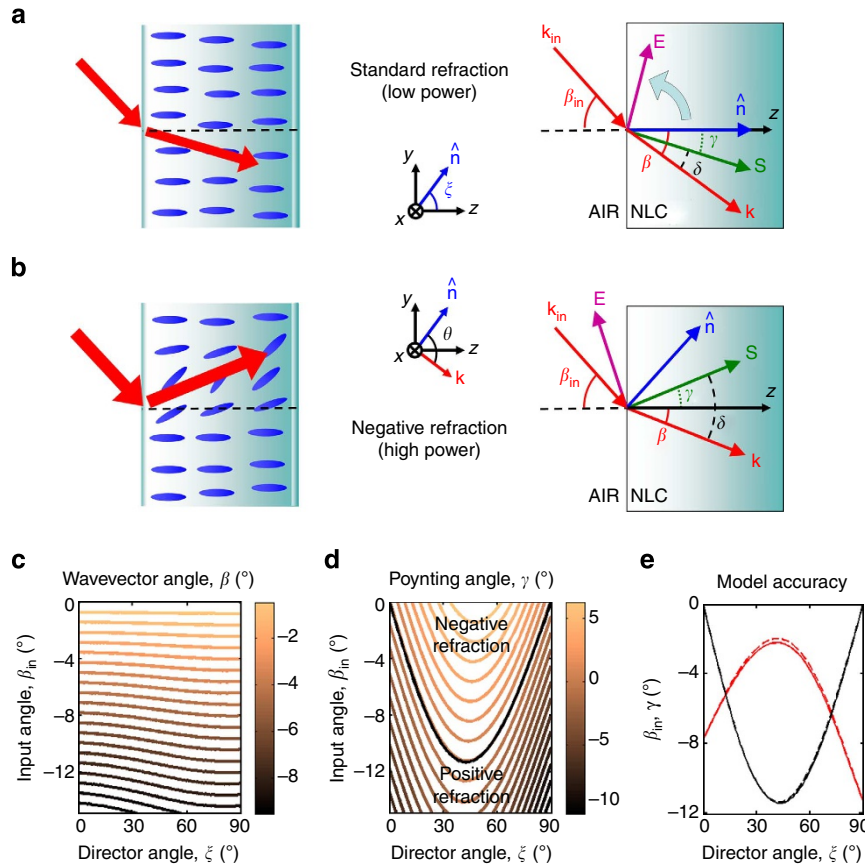 a
Standard refraction
(low power)
y
n̂
ξ
x
z
k_in
E
β_in
n̂
z
γ
β
δ
S
k
AIR
NLC
b
y
n̂
θ
x
z
k
Negative refraction
(high power)
k_in
E
n̂
S
β_in
z
γ
β
δ
k
AIR
NLC
c
Wavevector angle, β (°)
Input angle, β_in (°)
0
−4
−8
−12
0 30 60 90
Director angle, ξ (°)
−2
−4
−6
−8
d
Poynting angle, γ (°)
Negative
refraction
Positive
refraction
Input angle, β_in (°)
0
−4
−8
−12
0 30 60 90
Director angle, ξ (°)
5
0
−5
−10
e
Model accuracy
β_in, γ (°)
0
−4
−8
−12
0 30 60 90
Director angle, ξ (°)